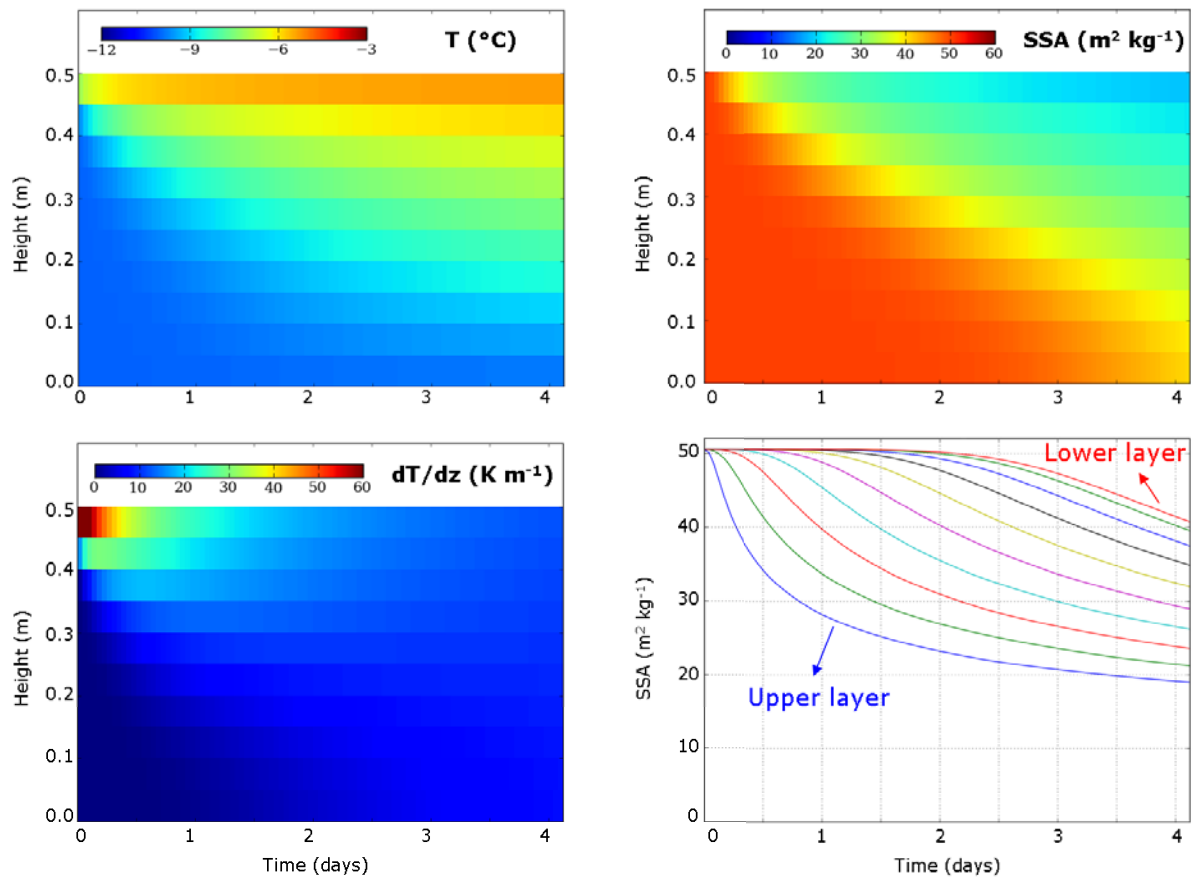 −12 −9 −6 −3
T (°C)
0.5
0.4
0.3
0.2
0.1
0.0
Height (m)
0 1 2 3 4
0 10 20 30 40 50 60
SSA (m² kg⁻¹)
0.5
0.4
0.3
0.2
0.1
0.0
Height (m)
0 1 2 3 4
0 10 20 30 40 50 60
dT/dz (K m⁻¹)
0.5
0.4
0.3
0.2
0.1
0.0
Height (m)
0 1 2 3 4
Time (days)
50
40
30
20
10
0
SSA (m² kg⁻¹)
Lower layer
Upper layer
0 1 2 3 4
Time (days)